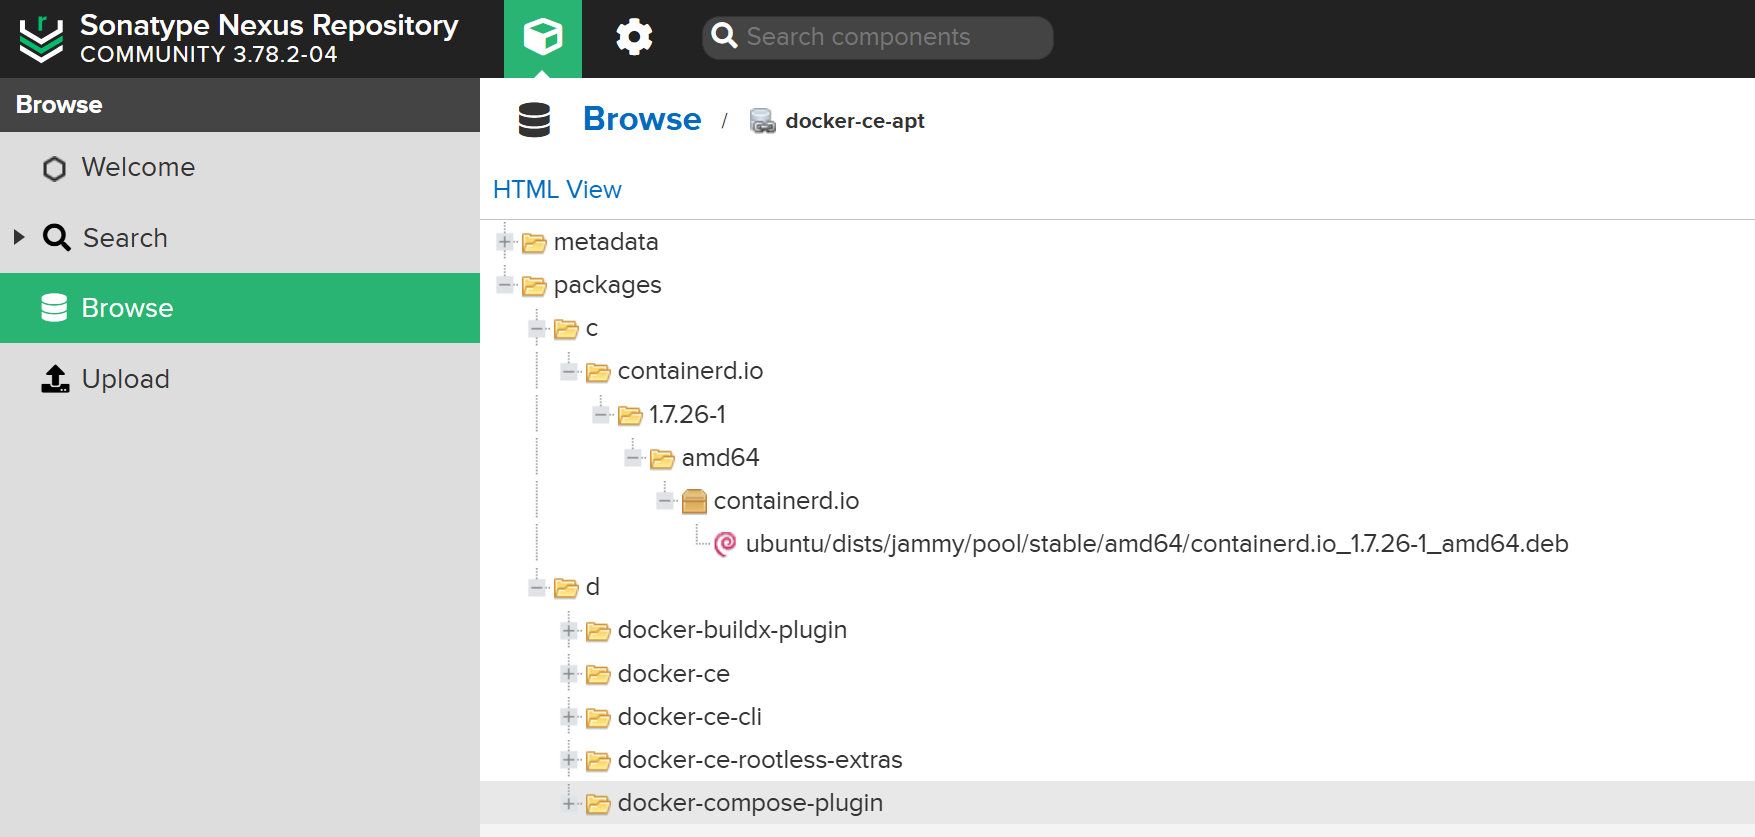 Sonatype Nexus Repository
COMMUNITY 3.78.2-04
Search components
Browse
Welcome
Search
Browse
Upload
Browse / docker-ce-apt
HTML View
metadata
packages
c
containerd.io
1.7.26-1
amd64
containerd.io
ubuntu/dists/jammy/pool/stable/amd64/containerd.io_1.7.26-1_amd64.deb
d
docker-buildx-plugin
docker-ce
docker-ce-cli
docker-ce-rootless-extras
docker-compose-plugin